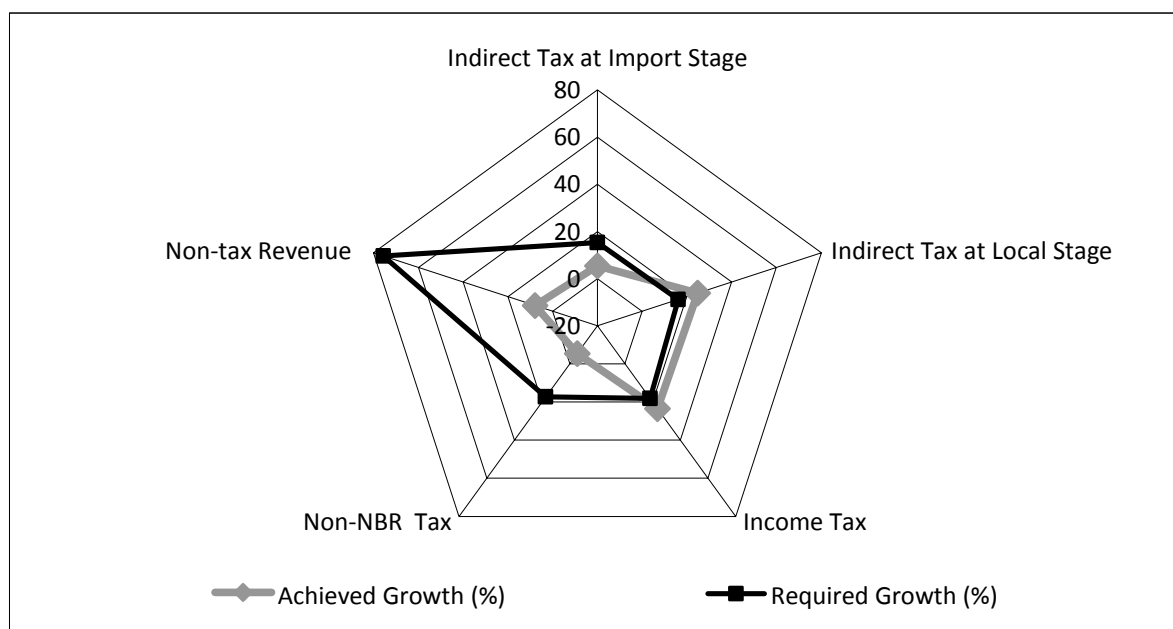 Indirect Tax at Import Stage
80
60
40
20
0
-20
Non-tax Revenue
Indirect Tax at Local Stage
Non-NBR  Tax
Income Tax
Achieved Growth (%)
Required Growth (%)